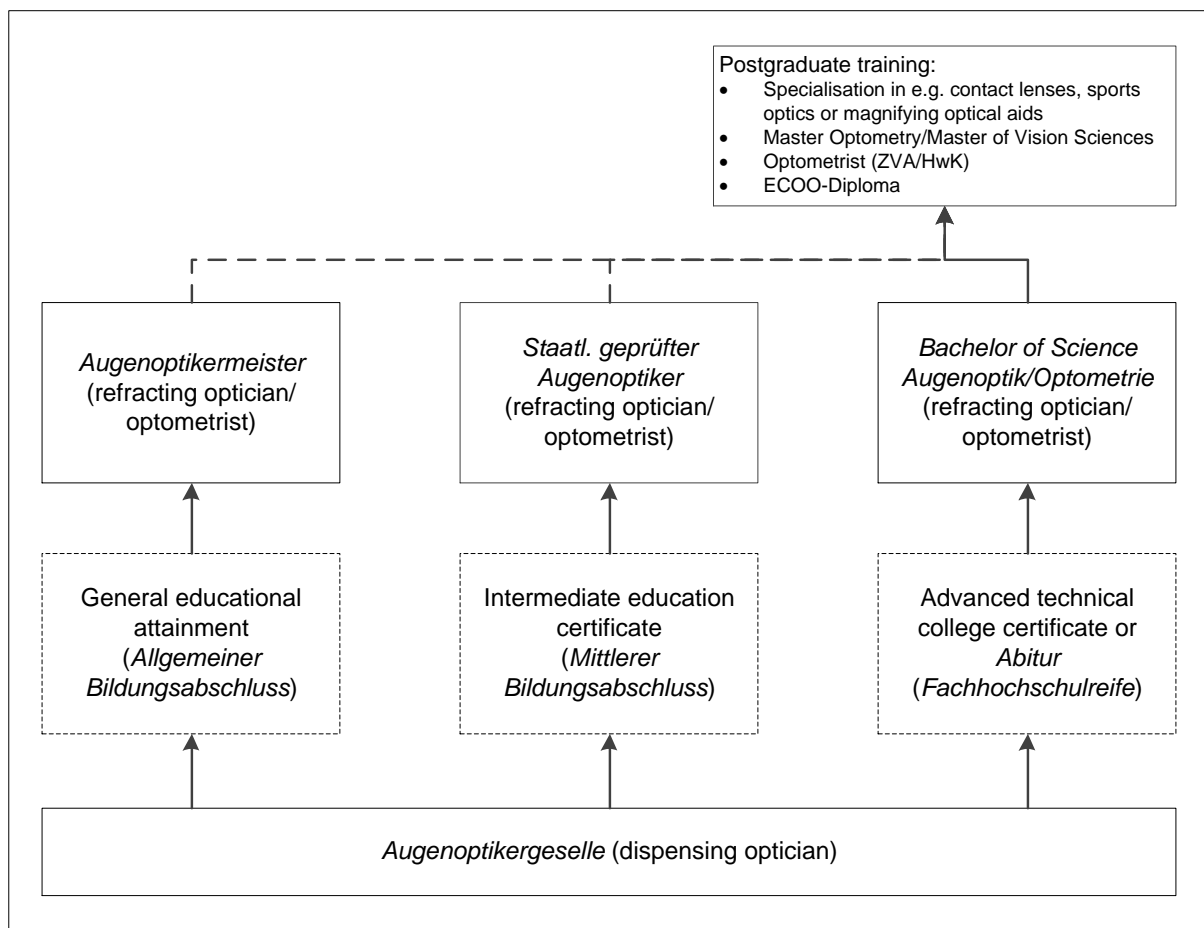 Postgraduate training:
• Specialisation in e.g. contact lenses, sports
optics or magnifying optical aids
• Master Optometry/Master of Vision Sciences
• Optometrist (ZVA/HwK)
• ECOO-Diploma
Augenoptikermeister
(refracting optician/
optometrist)
Staatl. geprüfter
Augenoptiker
(refracting optician/
optometrist)
Bachelor of Science
Augenoptik/Optometrie
(refracting optician/
optometrist)
General educational
attainment
(Allgemeiner
Bildungsabschluss)
Intermediate education
certificate
(Mittlerer
Bildungsabschluss)
Advanced technical
college certificate or
Abitur
(Fachhochschulreife)
Augenoptikergeselle (dispensing optician)